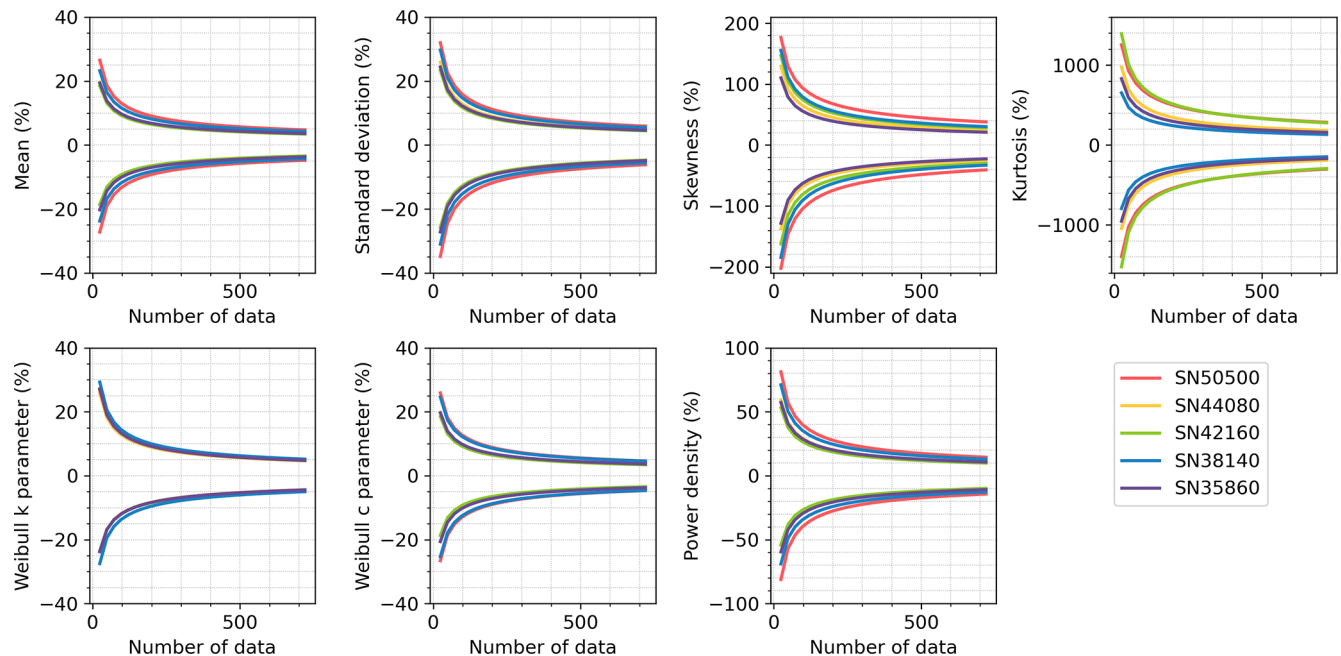 Mean (%)
40
20
0
−20
−40
0 500
Number of data
Standard deviation (%)
40
20
0
−20
−40
0 500
Number of data
Skewness (%)
200
100
0
−100
−200
0 500
Number of data
Kurtosis (%)
1000
0
−1000
0 500
Number of data
Weibull k parameter (%)
40
20
0
−20
−40
0 500
Number of data
Weibull c parameter (%)
40
20
0
−20
−40
0 500
Number of data
Power density (%)
100
50
0
−50
−100
0 500
Number of data
SN50500
SN44080
SN42160
SN38140
SN35860